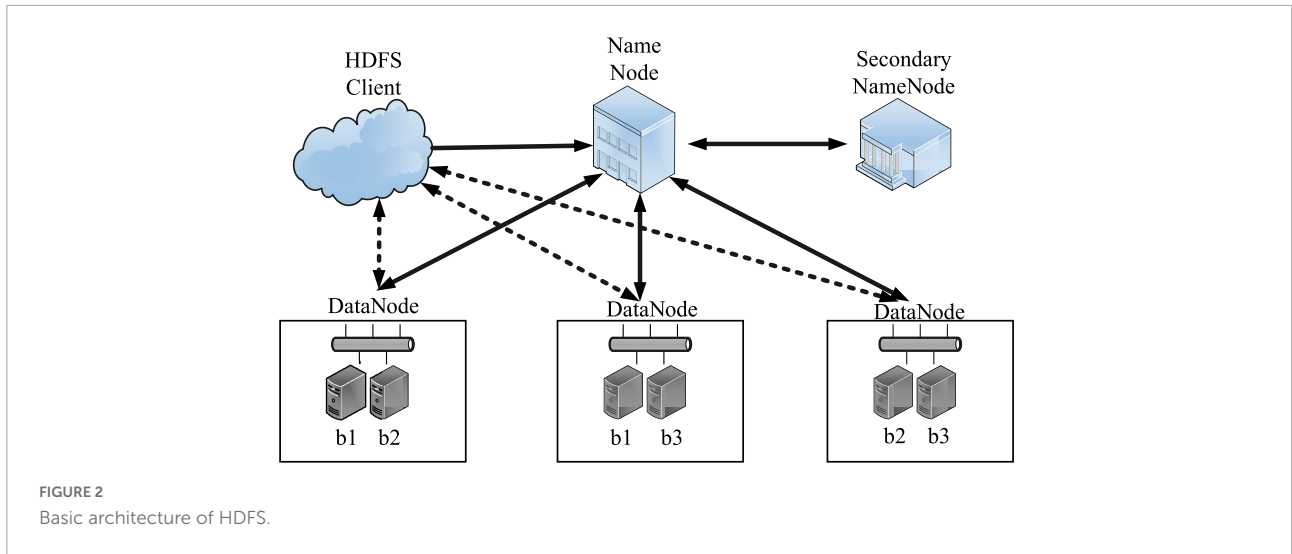 HDFS
Client
Name
Node
Secondary
NameNode
DataNode
DataNode
DataNode
b1 b2
b1 b3
b2 b3
FIGURE 2
Basic architecture of HDFS.